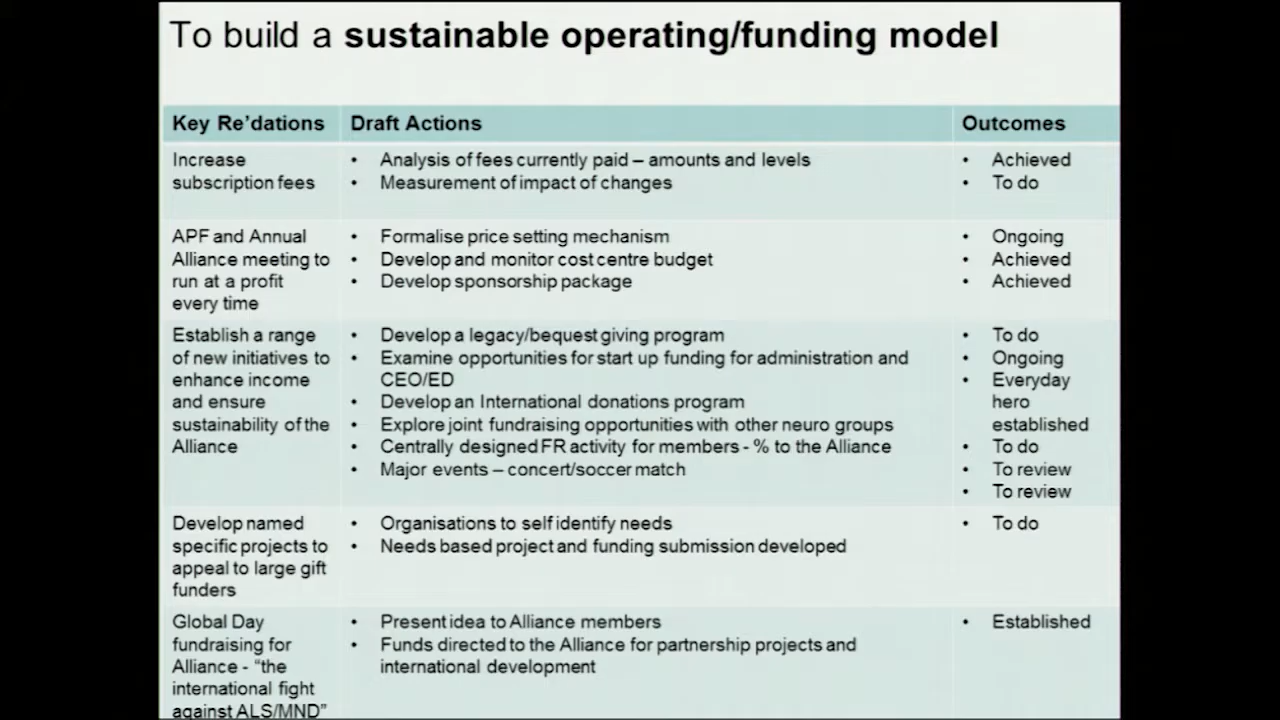 To build a sustainable operating/funding model
Key Re'dations
Draft Actions
Outcomes
Increase
subscription fees
• Analysis of fees currently paid – amounts and levels
• Measurement of impact of changes
• Achieved
• To do
APF and Annual
Alliance meeting to
run at a profit
every time
• Formalise price setting mechanism
• Develop and monitor cost centre budget
• Develop sponsorship package
• Ongoing
• Achieved
• Achieved
Establish a range
of new initiatives to
enhance income
and ensure
sustainability of the
Alliance
• Develop a legacy/bequest giving program
• Examine opportunities for start up funding for administration and
CEO/ED
• Develop an International donations program
• Explore joint fundraising opportunities with other neuro groups
• Centrally designed FR activity for members - % to the Alliance
• Major events – concert/soccer match
• To do
• Ongoing
• Everyday
hero
established
• To do
• To review
• To review
Develop named
specific projects to
appeal to large gift
funders
• Organisations to self identify needs
• Needs based project and funding submission developed
• To do
Global Day
fundraising for
Alliance - “the
international fight
against ALS/MND”
• Present idea to Alliance members
• Funds directed to the Alliance for partnership projects and
international development
• Established